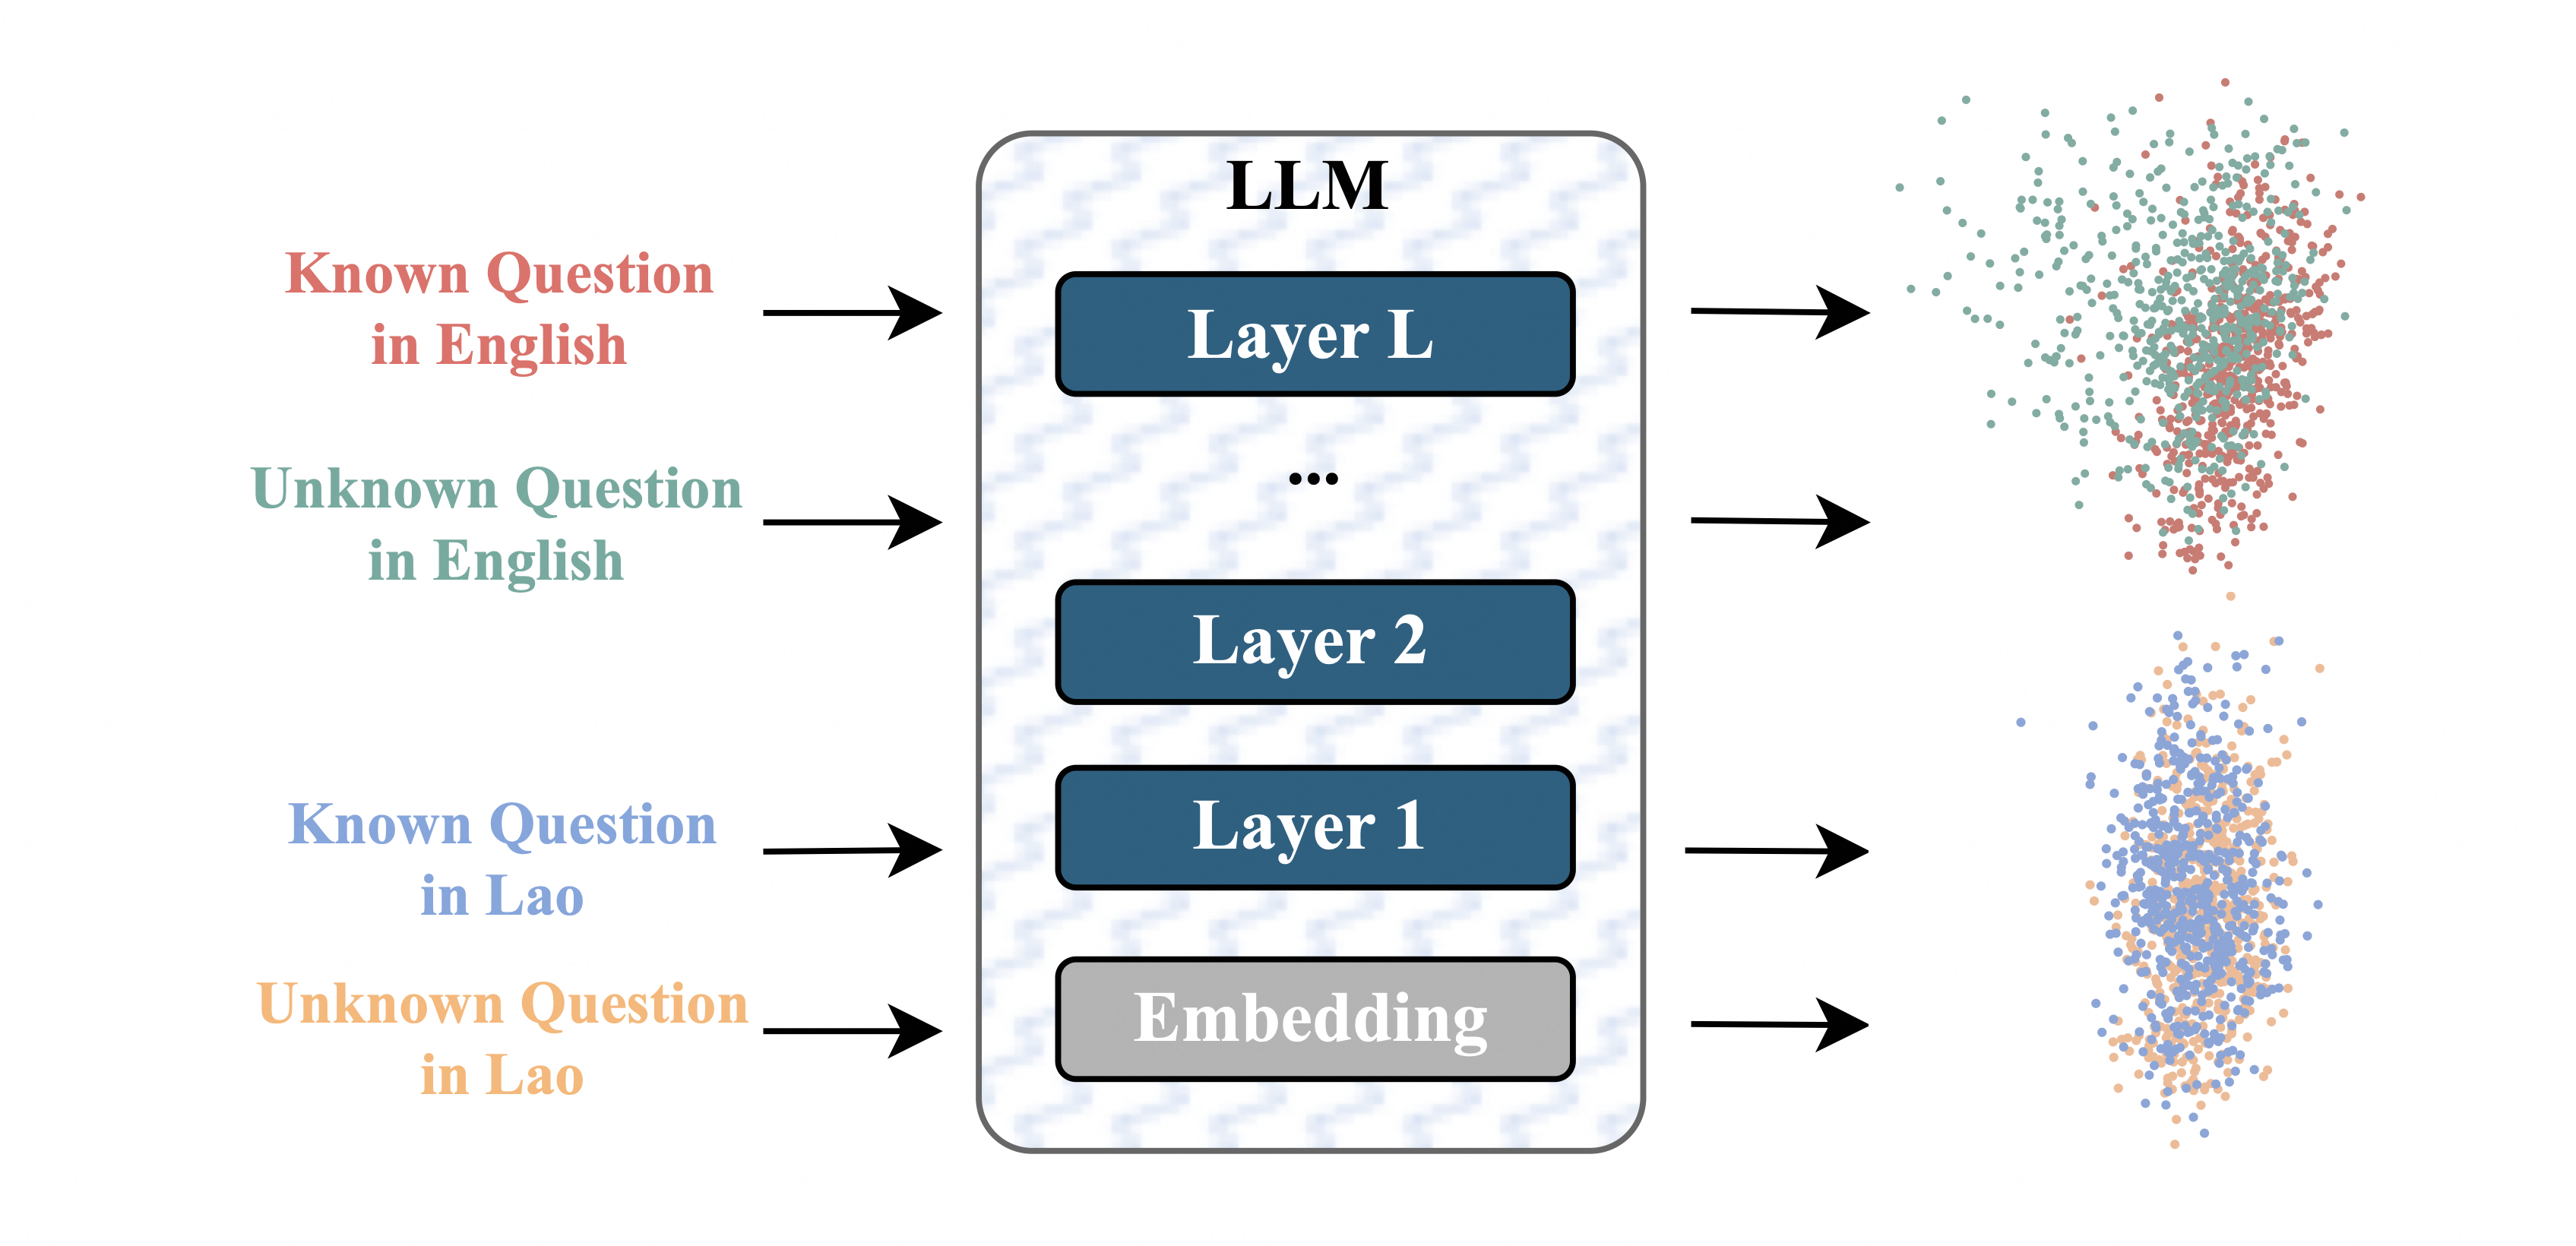 Known Question
in English
Unknown Question
in English
Known Question
in Lao
Unknown Question
in Lao
LLM
Layer L
...
Layer 2
Layer 1
Embedding